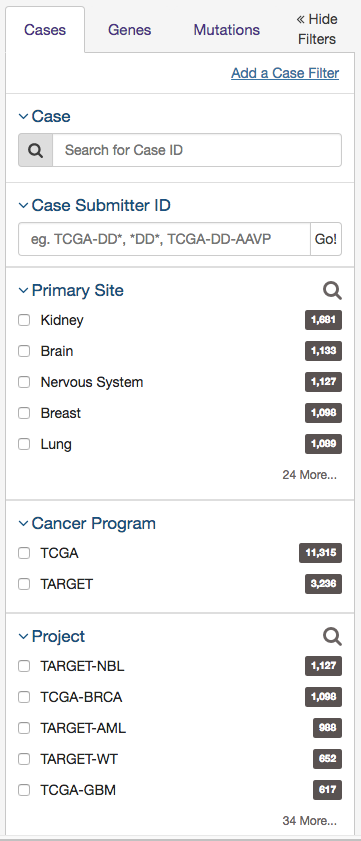 Cases Genes Mutations « Hide Filters
Add a Case Filter
Case
Search for Case ID
Case Submitter ID
eg. TCGA-DD*, *DD*, TCGA-DD-AAVP Go!
Primary Site
Kidney 1,681
Brain 1,133
Nervous System 1,127
Breast 1,098
Lung 1,089
24 More...
Cancer Program
TCGA 11,315
TARGET 3,236
Project
TARGET-NBL 1,127
TCGA-BRCA 1,098
TARGET-AML 988
TARGET-WT 652
TCGA-GBM 617
34 More...